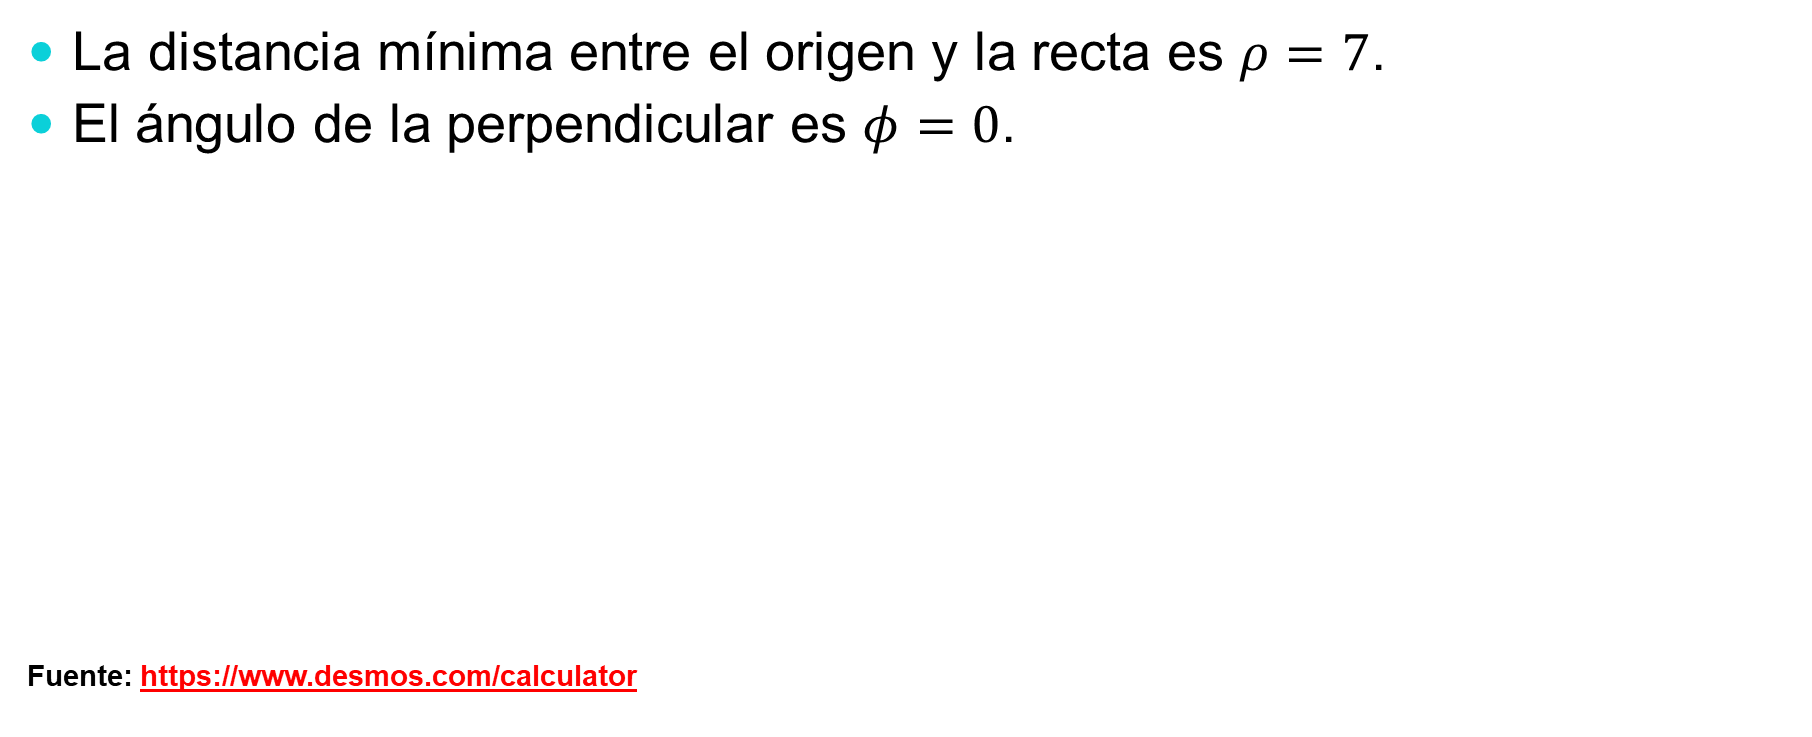 • La distancia mínima entre el origen y la recta es ρ = 7.
• El ángulo de la perpendicular es ϕ = 0.
Fuente: https://www.desmos.com/calculator